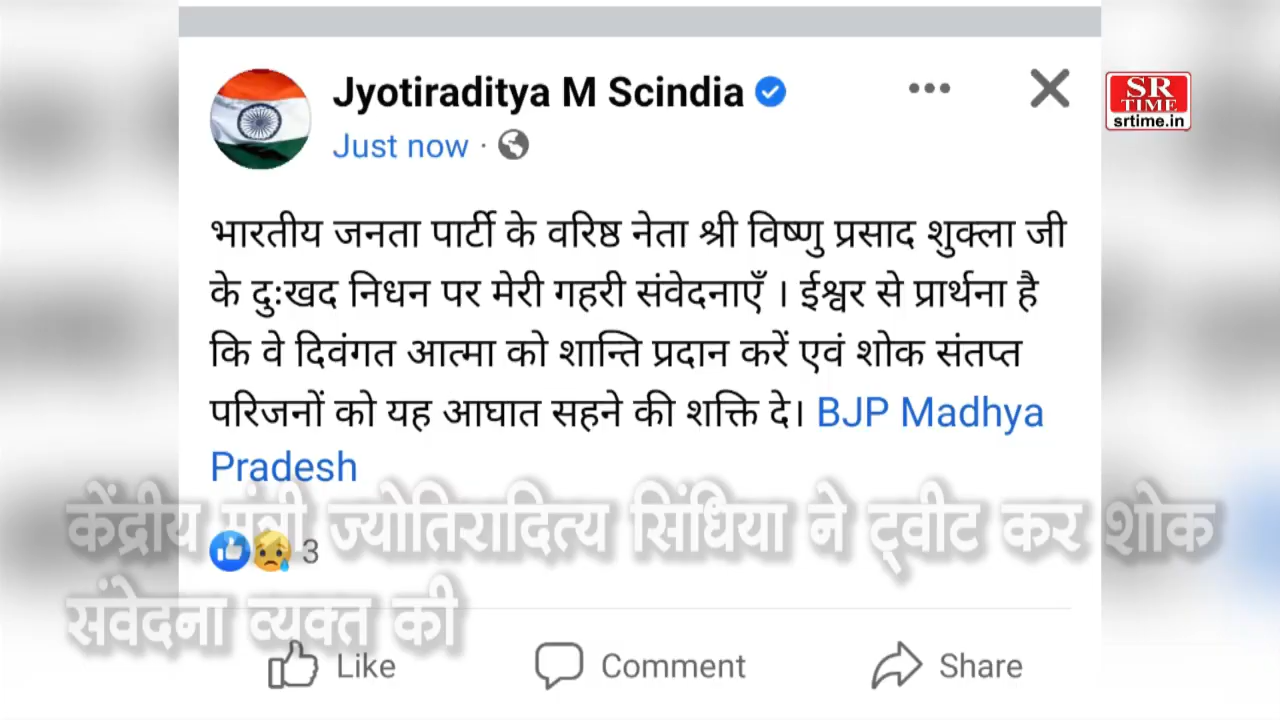 Jyotiraditya M Scindia
Just now ·
SR
TIME
srtime.in
भारतीय जनता पार्टी के वरिष्ठ नेता श्री विष्णु प्रसाद शुक्ला जी
के दुःखद निधन पर मेरी गहरी संवेदनाएँ । ईश्वर से प्रार्थना है
कि वे दिवंगत आत्मा को शान्ति प्रदान करें एवं शोक संतप्त
परिजनों को यह आघात सहने की शक्ति दे। BJP Madhya
Pradesh
केंद्रीय मंत्री ज्योतिरादित्य सिंधिया ने ट्वीट कर शोक
संवेदना व्यक्त की
3
Like Comment Share